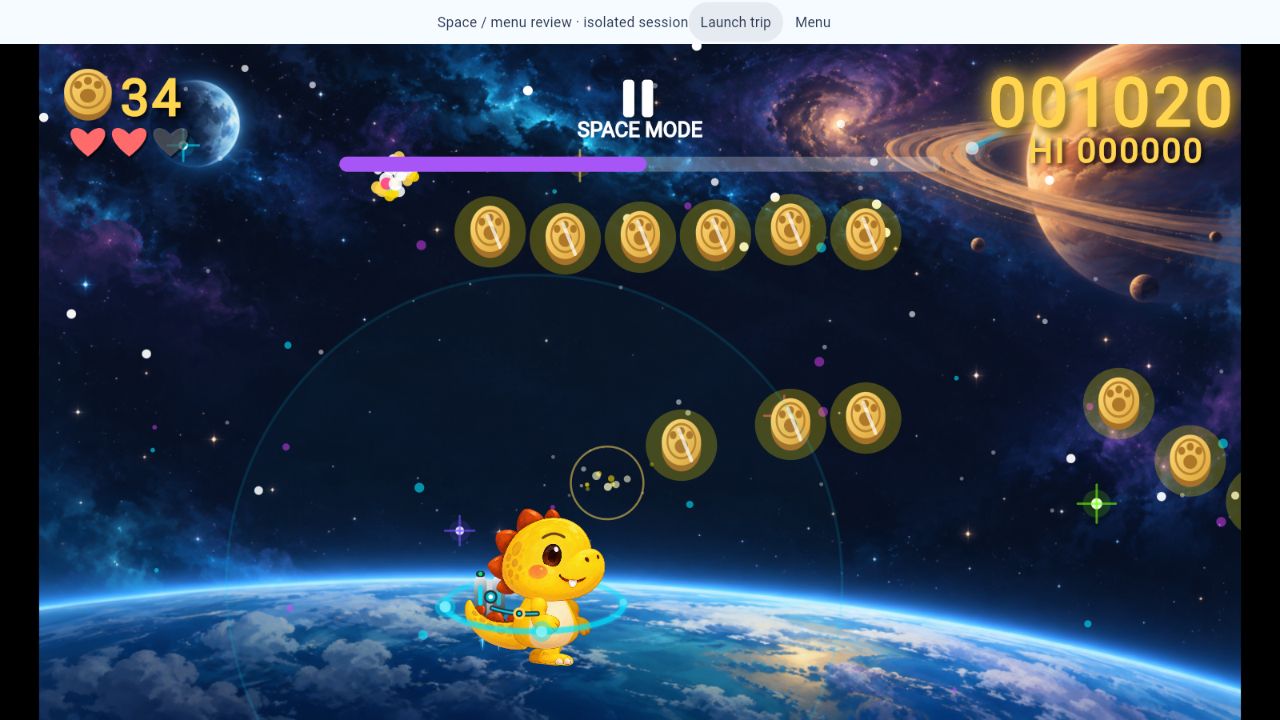 Space / menu review · isolated session Launch trip Menu
34
001020
SPACE MODE
HI 000000